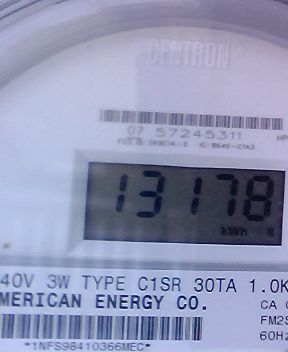 CENTRON®
07 57245311
HP
13178
kWh
40V 3W TYPE C1SR 30TA 1.0K
MERICAN ENERGY CO.
CA
FM2S
60Hz
*1NFS98410366MEC*